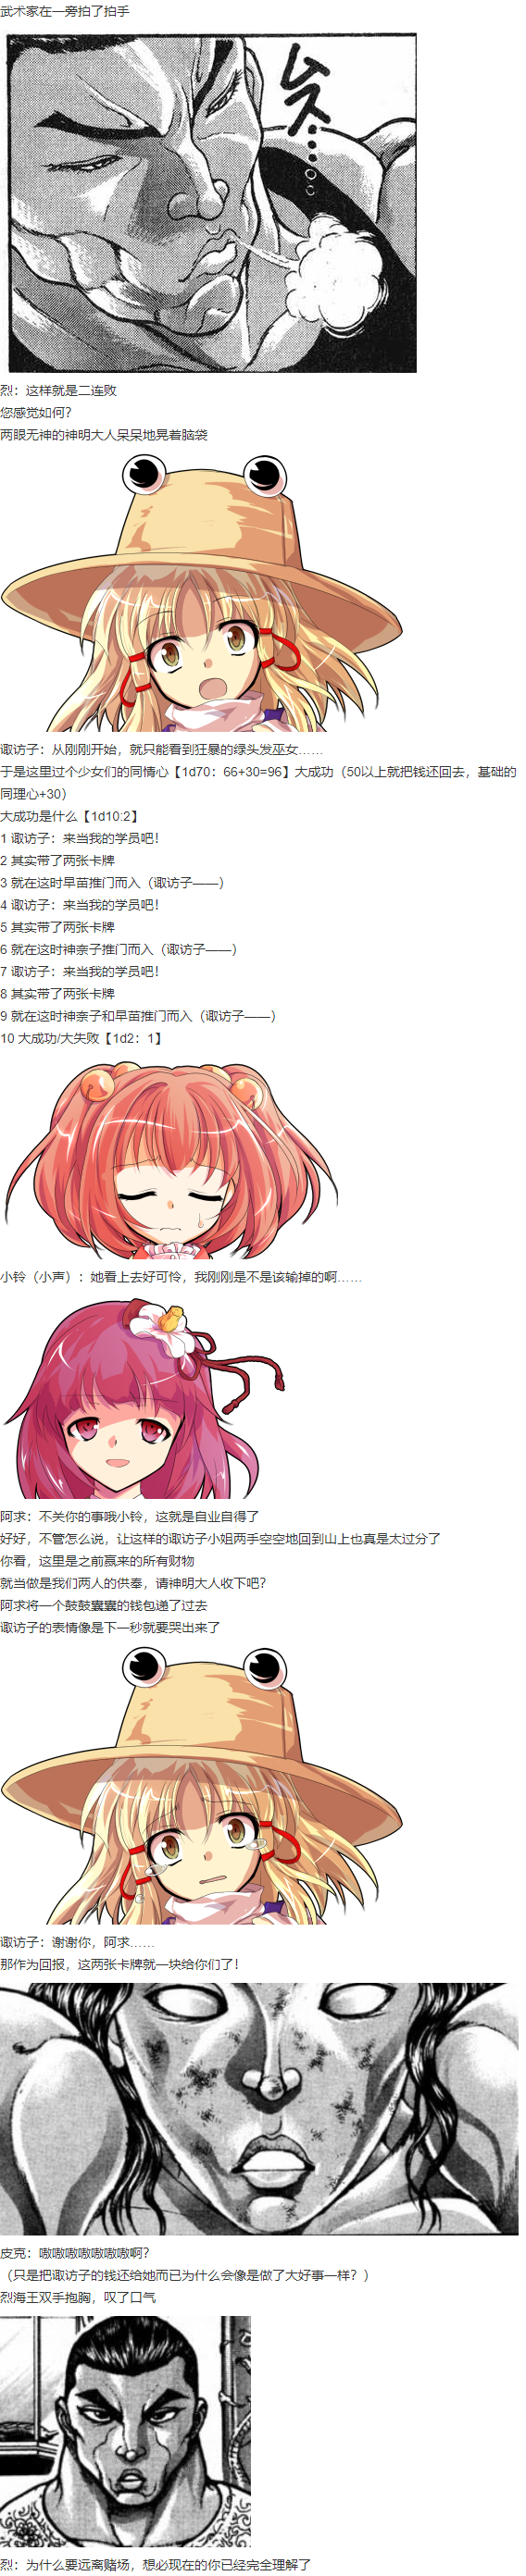 武术家在一旁拍了拍手
ムス…
烈：这样就是二连败
您感觉如何？
两眼无神的神明大人呆呆地晃着脑袋
诹访子：从刚刚开始，就只能看到狂暴的绿头发巫女……
于是这里过个少女们的同情心【1d70：66+30=96】大成功（50以上就把钱还回去，基础的
同理心+30）
大成功是什么【1d10:2】
1 诹访子：来当我的学员吧！
2 其实带了两张卡牌
3 就在这时早苗推门而入（诹访子——）
4 诹访子：来当我的学员吧！
5 其实带了两张卡牌
6 就在这时神奈子推门而入（诹访子——）
7 诹访子：来当我的学员吧！
8 其实带了两张卡牌
9 就在这时神奈子和早苗推门而入（诹访子——）
10 大成功/大失败【1d2：1】
小铃（小声）：她看上去好可怜，我刚刚是不是该输掉的啊……
阿求：不关你的事哦小铃，这就是自业自得了
好好，不管怎么说，让这样的诹访子小姐两手空空地回到山上也真是太过分了
你看，这里是之前赢来的所有财物
就当做是我们两人的供奉，请神明大人收下吧？
阿求将一个鼓鼓囊囊的钱包递了过去
诹访子的表情像是下一秒就要哭出来了
诹访子：谢谢你，阿求……
那作为回报，这两张卡牌就一块给你们了！
皮克：嗷嗷嗷嗷嗷嗷嗷啊？
（只是把诹访子的钱还给她而已为什么会像是做了大好事一样？）
烈海王双手抱胸，叹了口气
烈：为什么要远离赌场，想必现在的你已经完全理解了